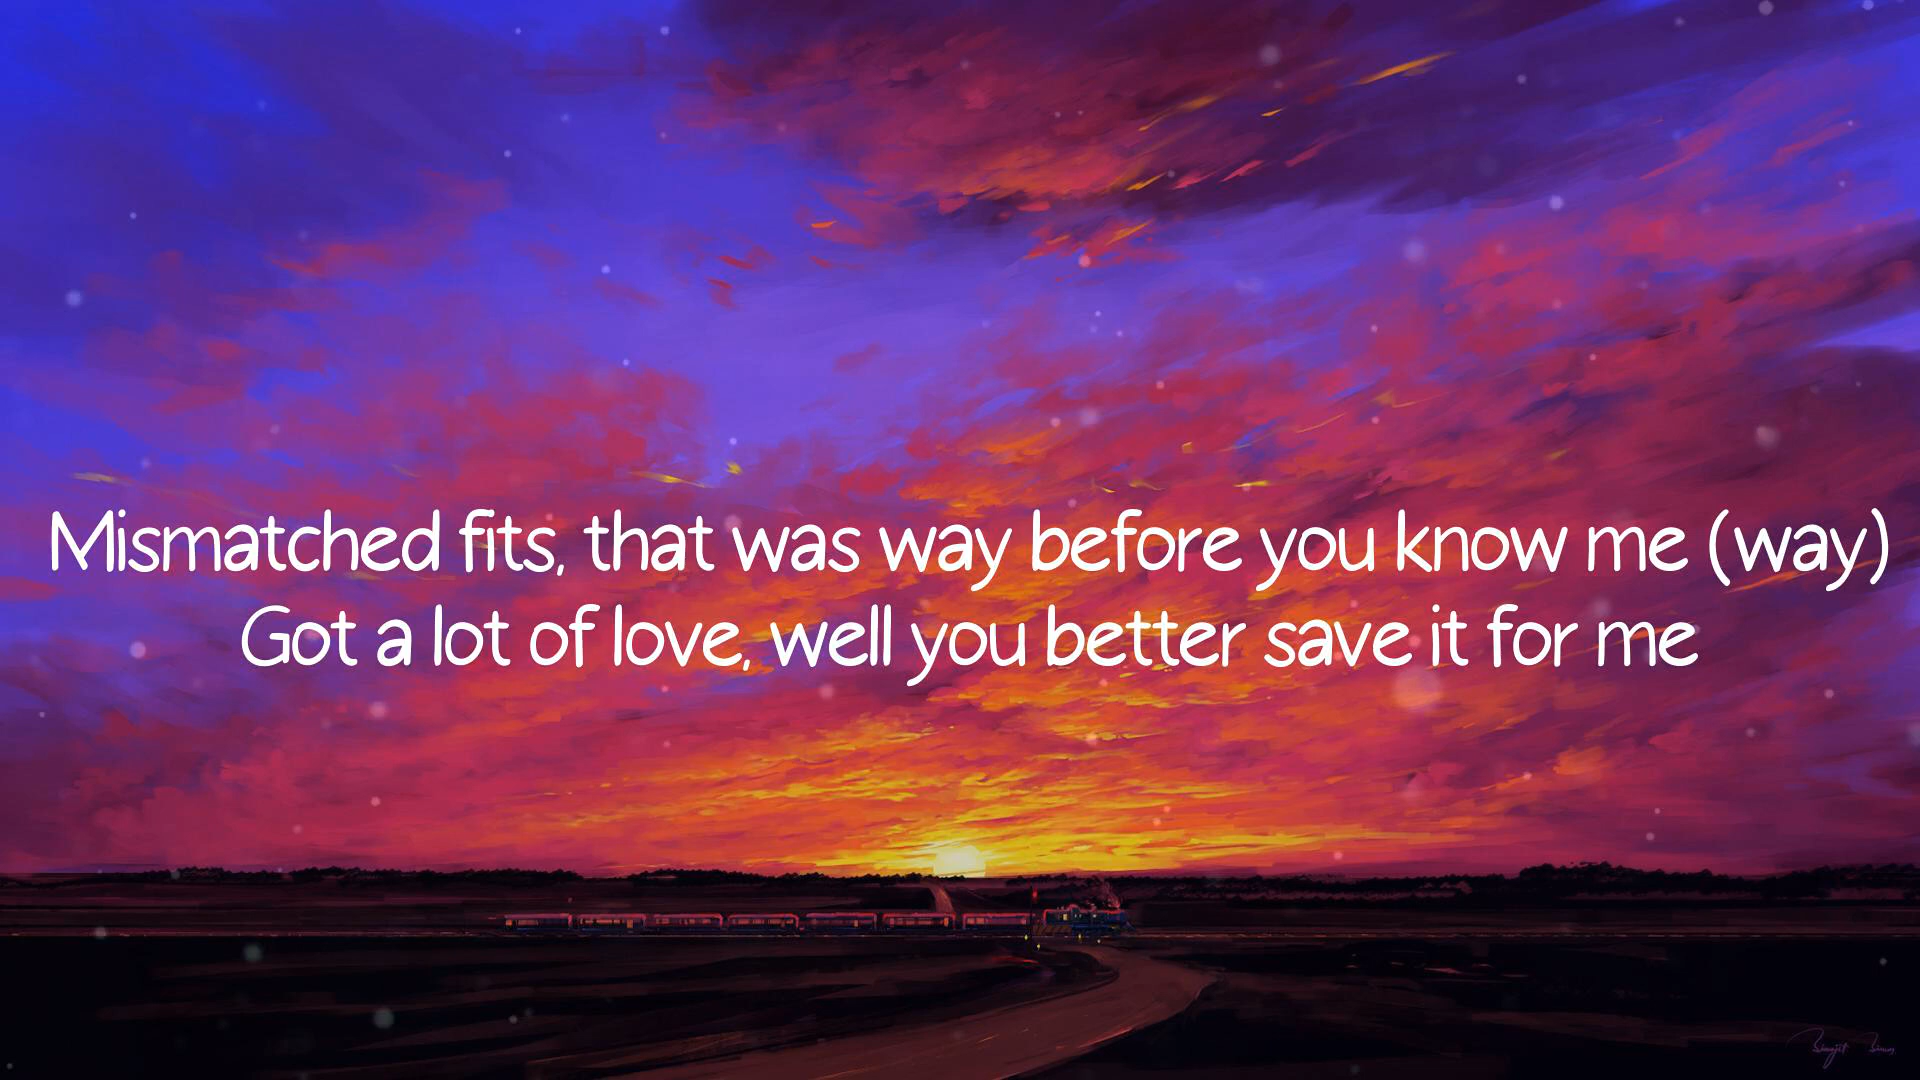 Mismatched fits, that was way before you know me (way)
Got a lot of love, well you better save it for me